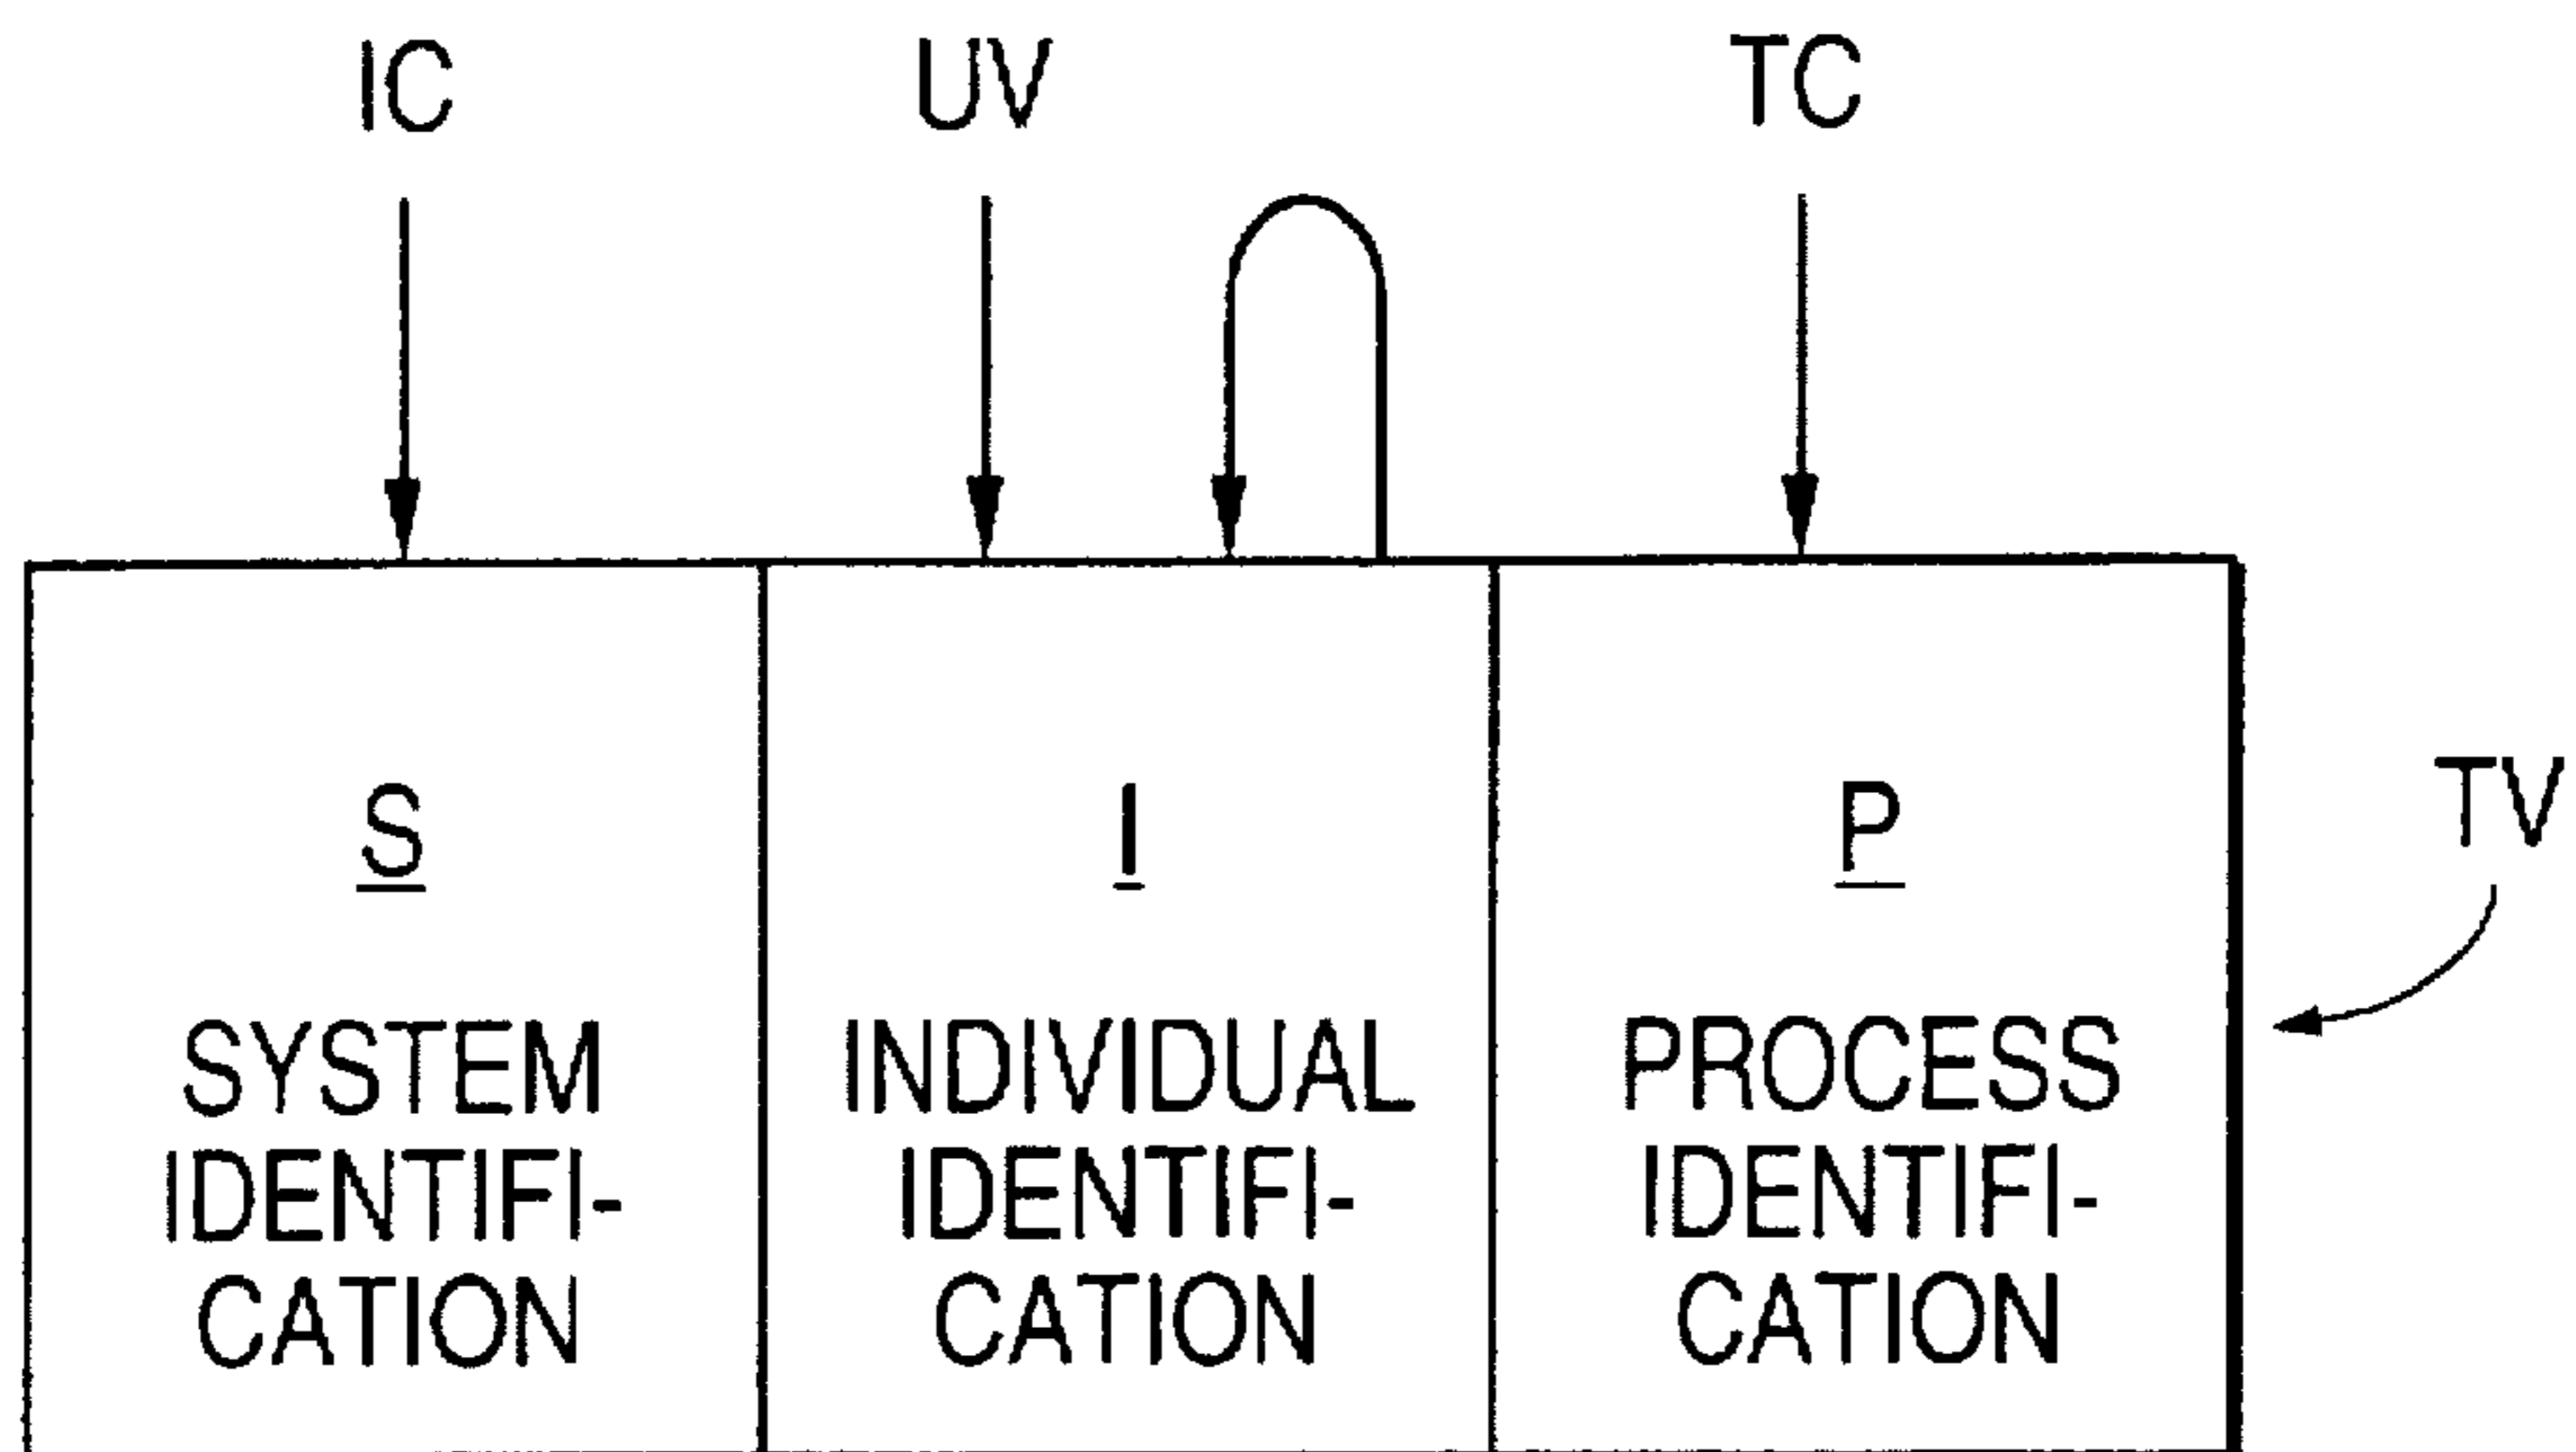 IC UV TC
S I P
TV
SYSTEM
IDENTIFI-
CATION
INDIVIDUAL
IDENTIFI-
CATION
PROCESS
IDENTIFI-
CATION